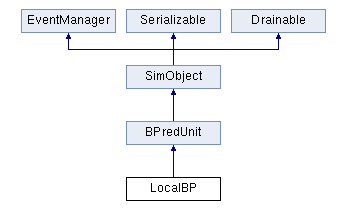 EventManager Serializable Drainable
SimObject
BPredUnit
LocalBP